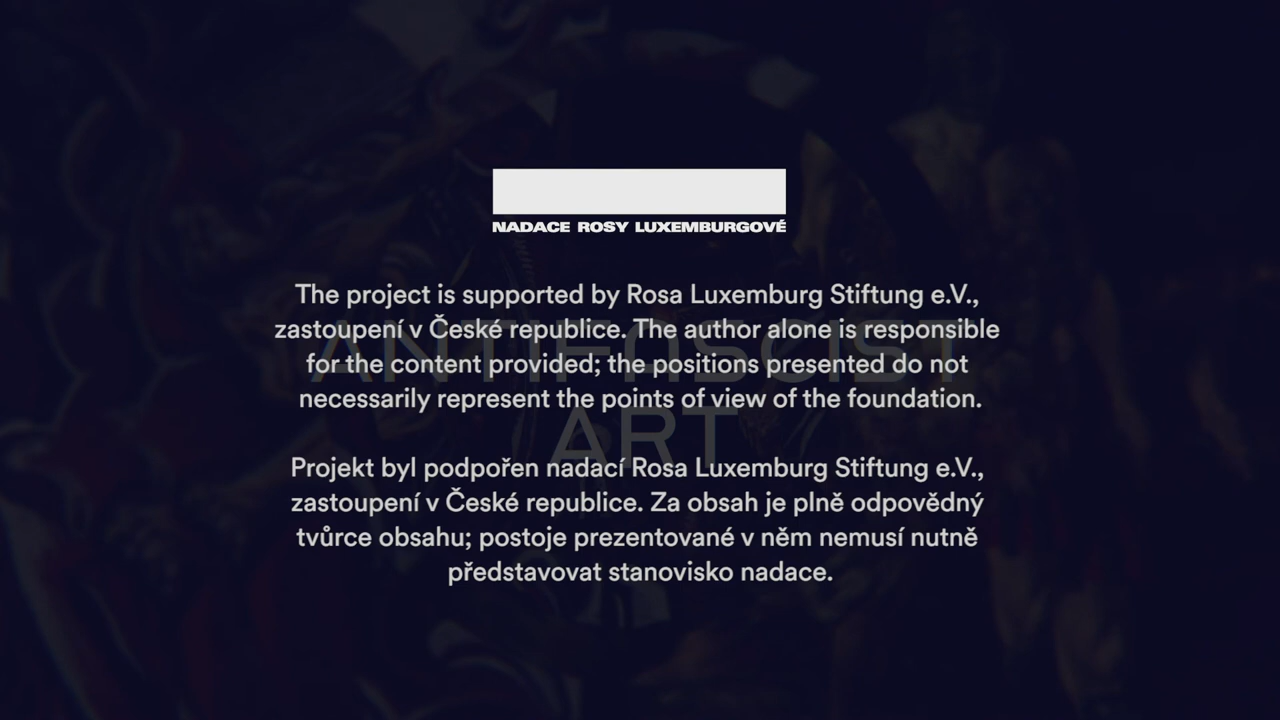 NADACE ROSY LUXEMBURGOVÉ
The project is supported by Rosa Luxemburg Stiftung e.V.,
zastoupení v České republice. The author alone is responsible
for the content provided; the positions presented do not
necessarily represent the points of view of the foundation.
ANTIFASCIST
ART
Projekt byl podpořen nadací Rosa Luxemburg Stiftung e.V.,
zastoupení v České republice. Za obsah je plně odpovědný
tvůrce obsahu; postoje prezentované v něm nemusí nutně
představovat stanovisko nadace.